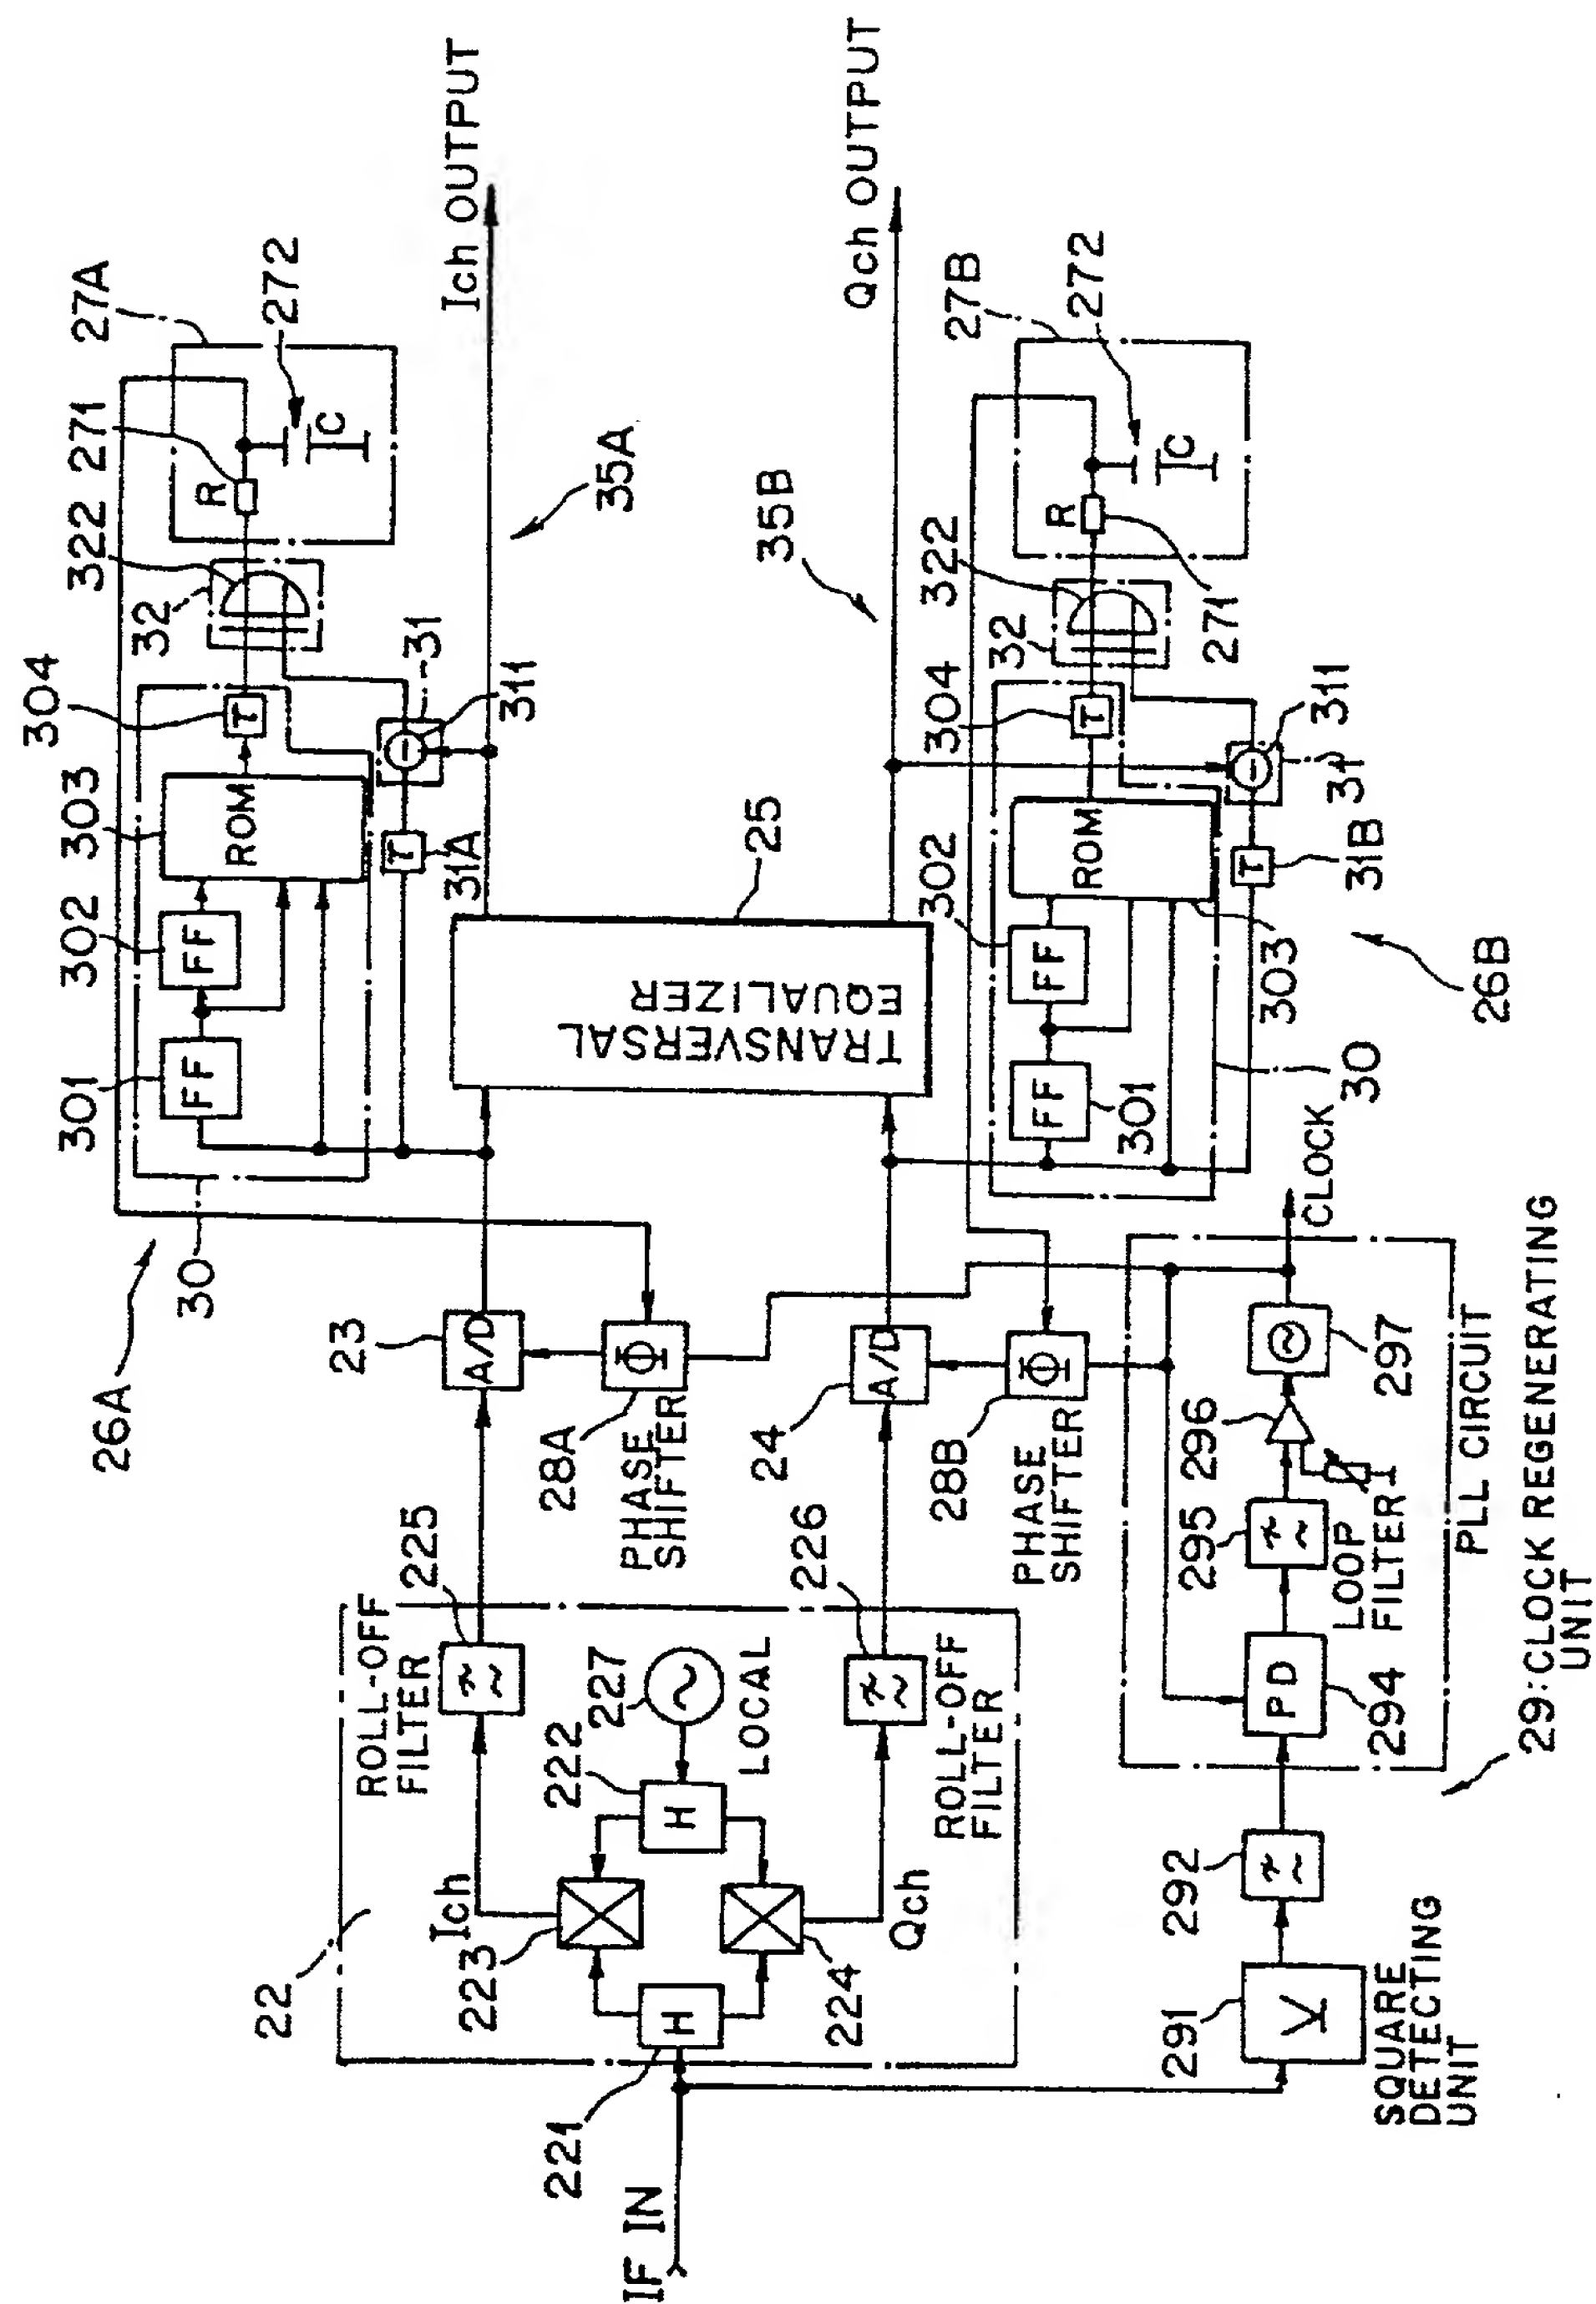 26A
30
301
FF
302
FF
303
ROM
304
T
32
322
271
R
272
C
27A
31A
T
31
311
35A
Ich OUTPUT
22
ROLL-OFF
FILTER
225
Ich
223
222
H
227
LOCAL
221
H
IF IN
224
Qch
ROLL-OFF
FILTER
226
23
A/D
28A
PHASE
SHIFTER
24
A/D
28B
PHASE
SHIFTER
TRANSVERSAL
EQUALIZER
25
35B
Qch OUTPUT
301
FF
302
FF
303
ROM
304
T
32
322
271
R
272
C
27B
30
31B
T
31
311
26B
291
SQUARE
DETECTING
UNIT
292
294
PD
295
LOOP
FILTER
296
297
CLOCK
PLL CIRCUIT
29:CLOCK REGENERATING
UNIT